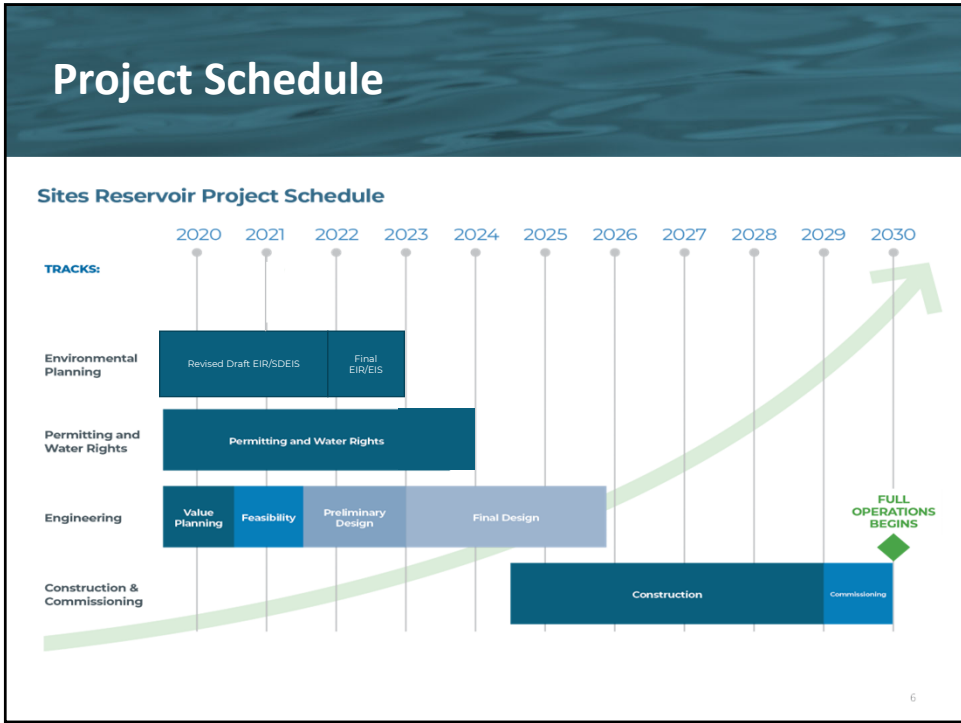 Project Schedule
Sites Reservoir Project Schedule
2020 2021 2022 2023 2024 2025 2026 2027 2028 2029 2030
TRACKS:
Environmental
Planning
Revised Draft EIR/SDEIS
Final
EIR/EIS
Permitting and
Water Rights
Permitting and Water Rights
Engineering
Value
Planning
Feasibility
Preliminary
Design
Final Design
FULL
OPERATIONS
BEGINS
Construction &
Commissioning
Construction
Commissioning
6